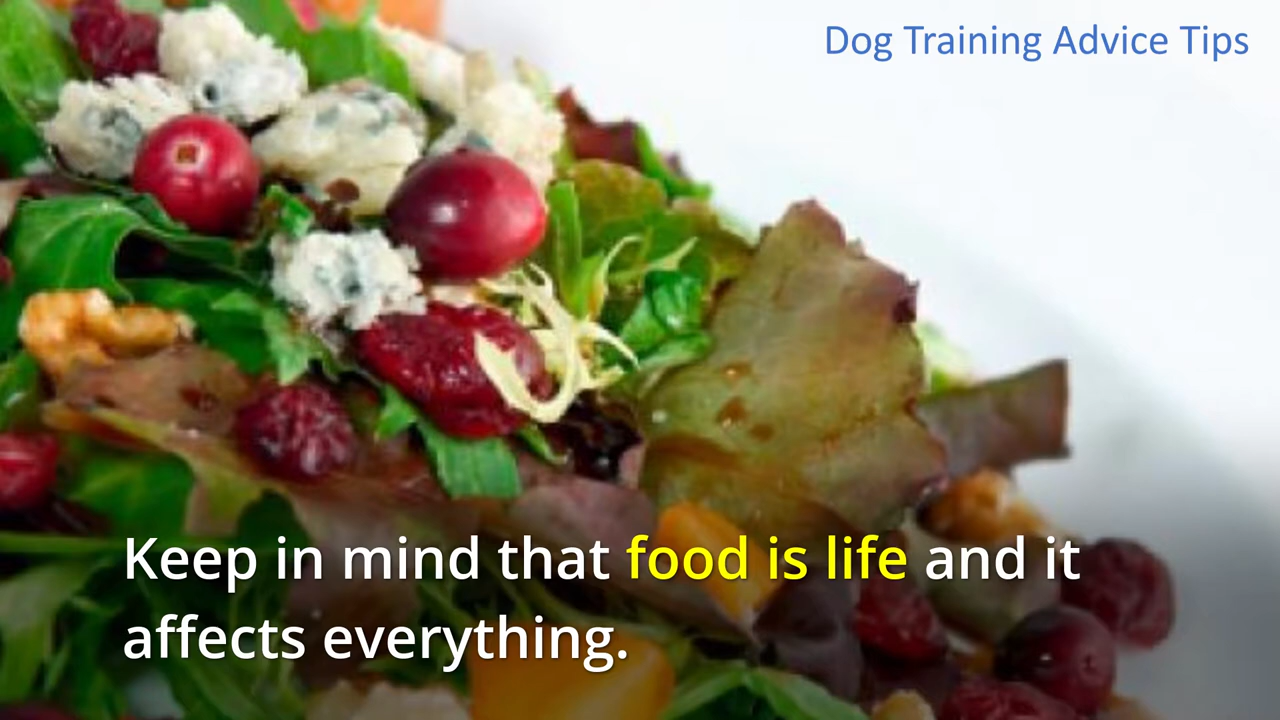 Dog Training Advice Tips
Keep in mind that food is life and it
affects everything.